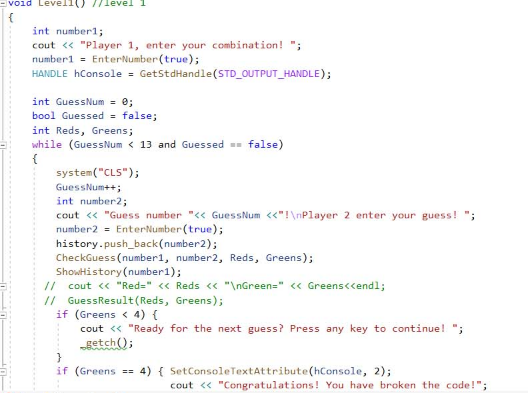 void Level1() //level 1
{
int number1;
cout << "Player 1, enter your combination! ";
number1 = EnterNumber(true);
HANDLE hConsole = GetStdHandle(STD_OUTPUT_HANDLE);
int GuessNum = 0;
bool Guessed = false;
int Reds, Greens;
while (GuessNum < 13 and Guessed == false)
{
system("CLS");
GuessNum++;
int number2;
cout << "Guess number "<< GuessNum <<"!\nPlayer 2 enter your guess! ";
number2 = EnterNumber(true);
history.push_back(number2);
CheckGuess(number1, number2, Reds, Greens);
ShowHistory(number1);
// cout << "Red=" << Reds << "\nGreen=" << Greens<<endl;
// GuessResult(Reds, Greens);
if (Greens < 4) {
cout << "Ready for the next guess? Press any key to continue! ";
_getch();
}
if (Greens == 4) { SetConsoleTextAttribute(hConsole, 2);
cout << "Congratulations! You have broken the code!";